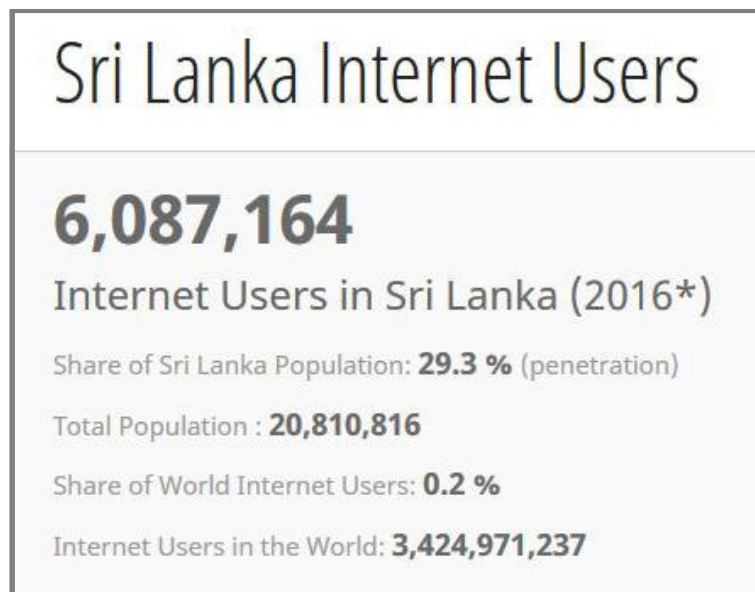 Sri Lanka Internet Users
6,087,164
Internet Users in Sri Lanka (2016*)
Share of Sri Lanka Population: 29.3 % (penetration)
Total Population : 20,810,816
Share of World Internet Users: 0.2 %
Internet Users in the World: 3,424,971,237